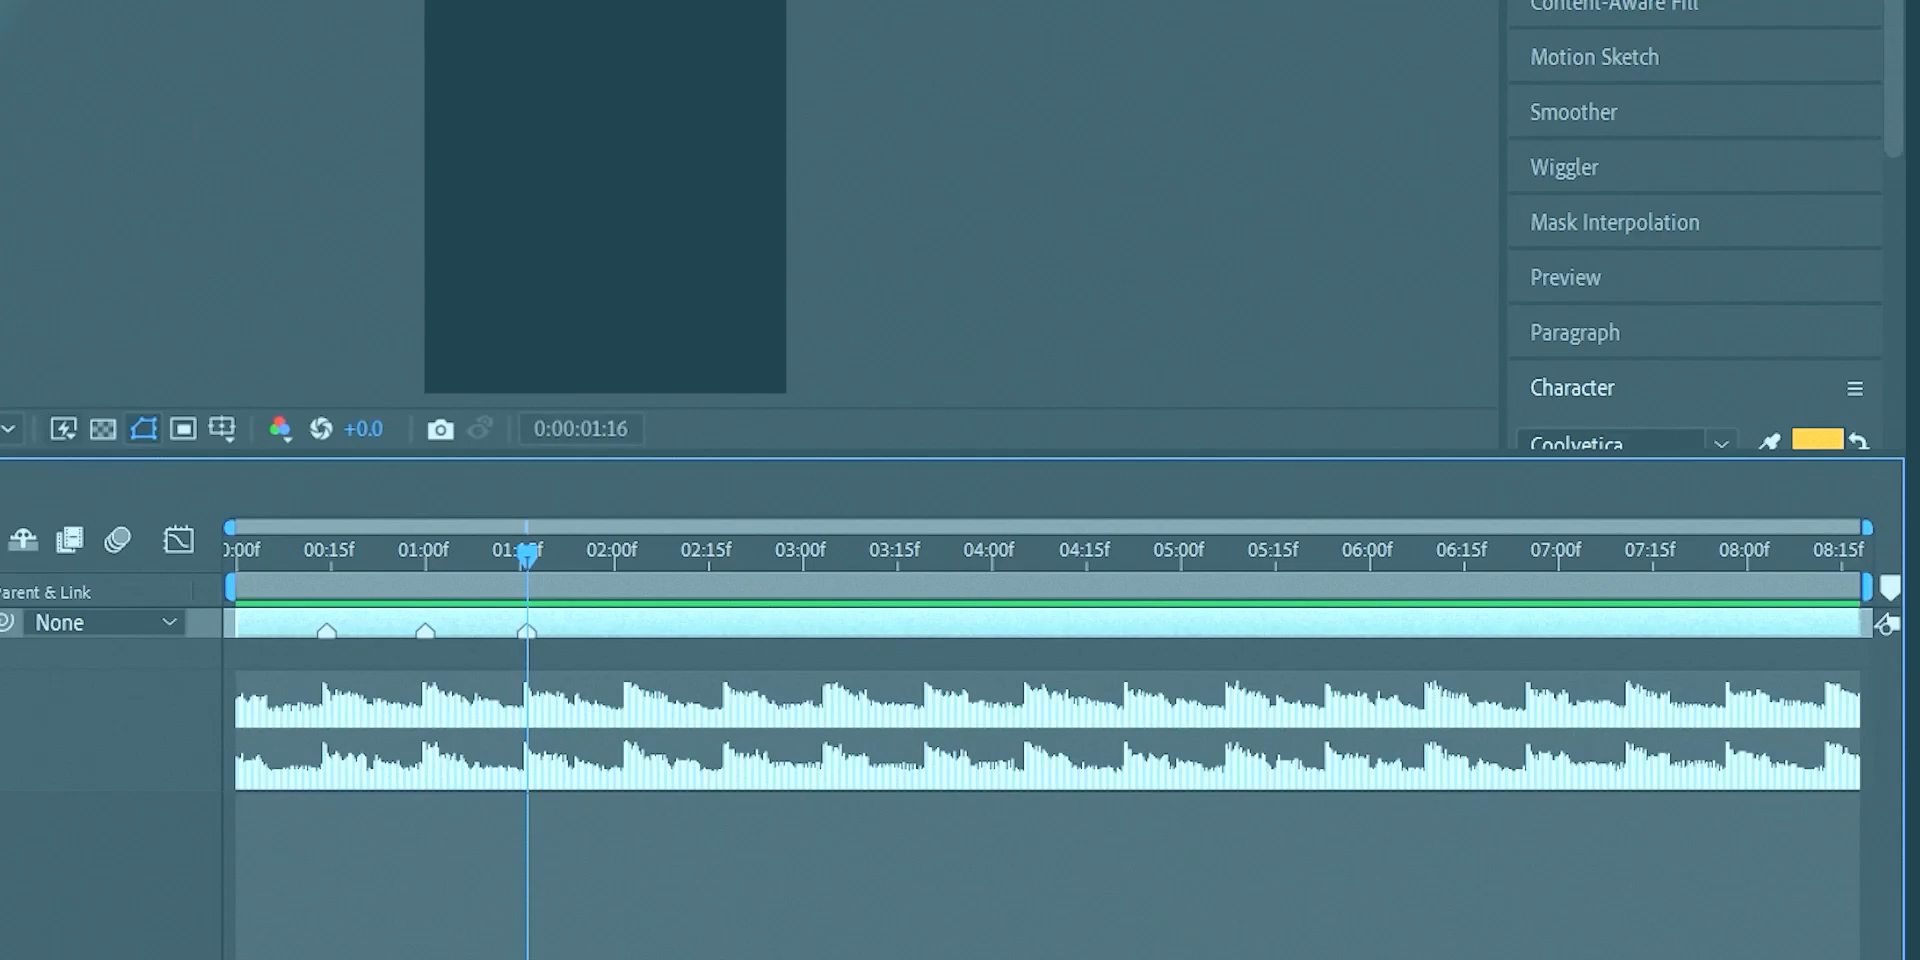 Content-Aware Fill
Motion Sketch
Smoother
Wiggler
Mask Interpolation
Preview
Paragraph
Character
Coolvetica
+0.0
0:00:01:16
0:00f 00:15f 01:00f 01:15f 02:00f 02:15f 03:00f 03:15f 04:00f 04:15f 05:00f 05:15f 06:00f 06:15f 07:00f 07:15f 08:00f 08:15f
arent & Link
None